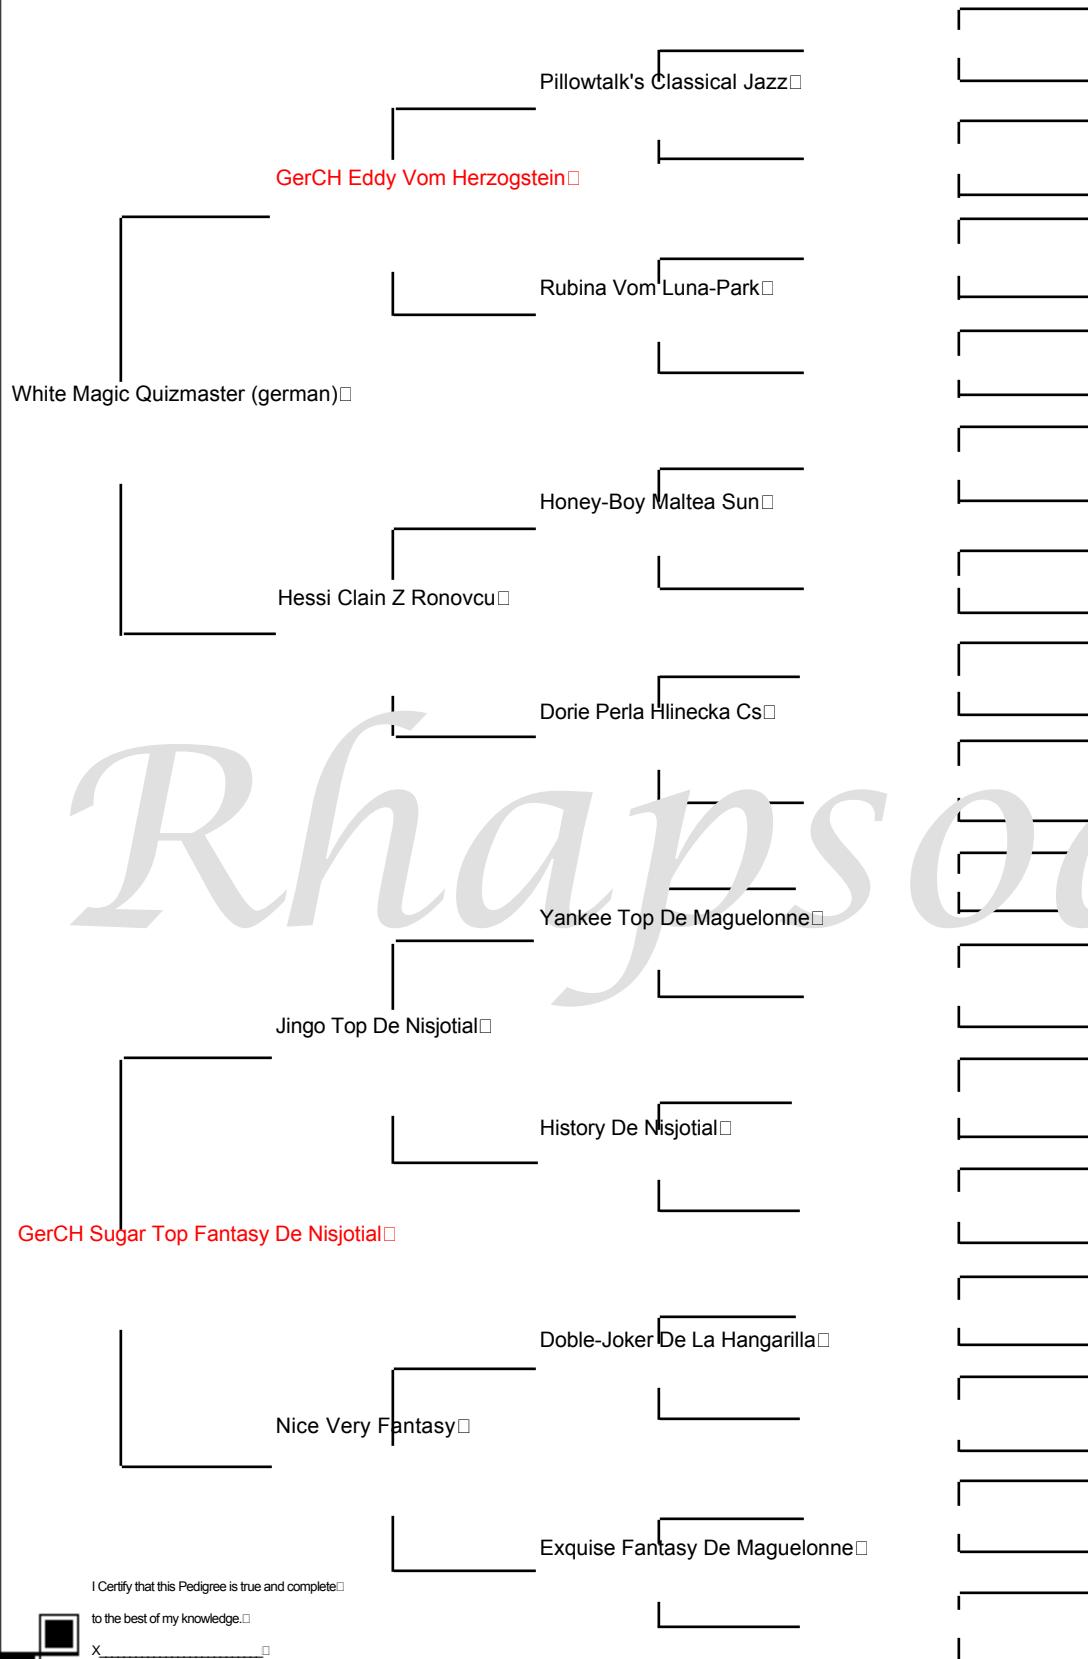 Pillowtalk's Classical Jazz
GerCH Eddy Vom Herzogstein
Rubina Vom Luna-Park
White Magic Quizmaster (german)
Honey-Boy Maltea Sun
Hessi Clain Z Ronovcu
Dorie Perla Hlinecka Cs
Rhapsod
Yankee Top De Maguelonne
Jingo Top De Nisjotial
History De Nisjotial
GerCH Sugar Top Fantasy De Nisjotial
Doble-Joker De La Hangarilla
Nice Very Fantasy
Exquise Fantasy De Maguelonne
I Certify that this Pedigree is true and complete
to the best of my knowledge.
X___________________________